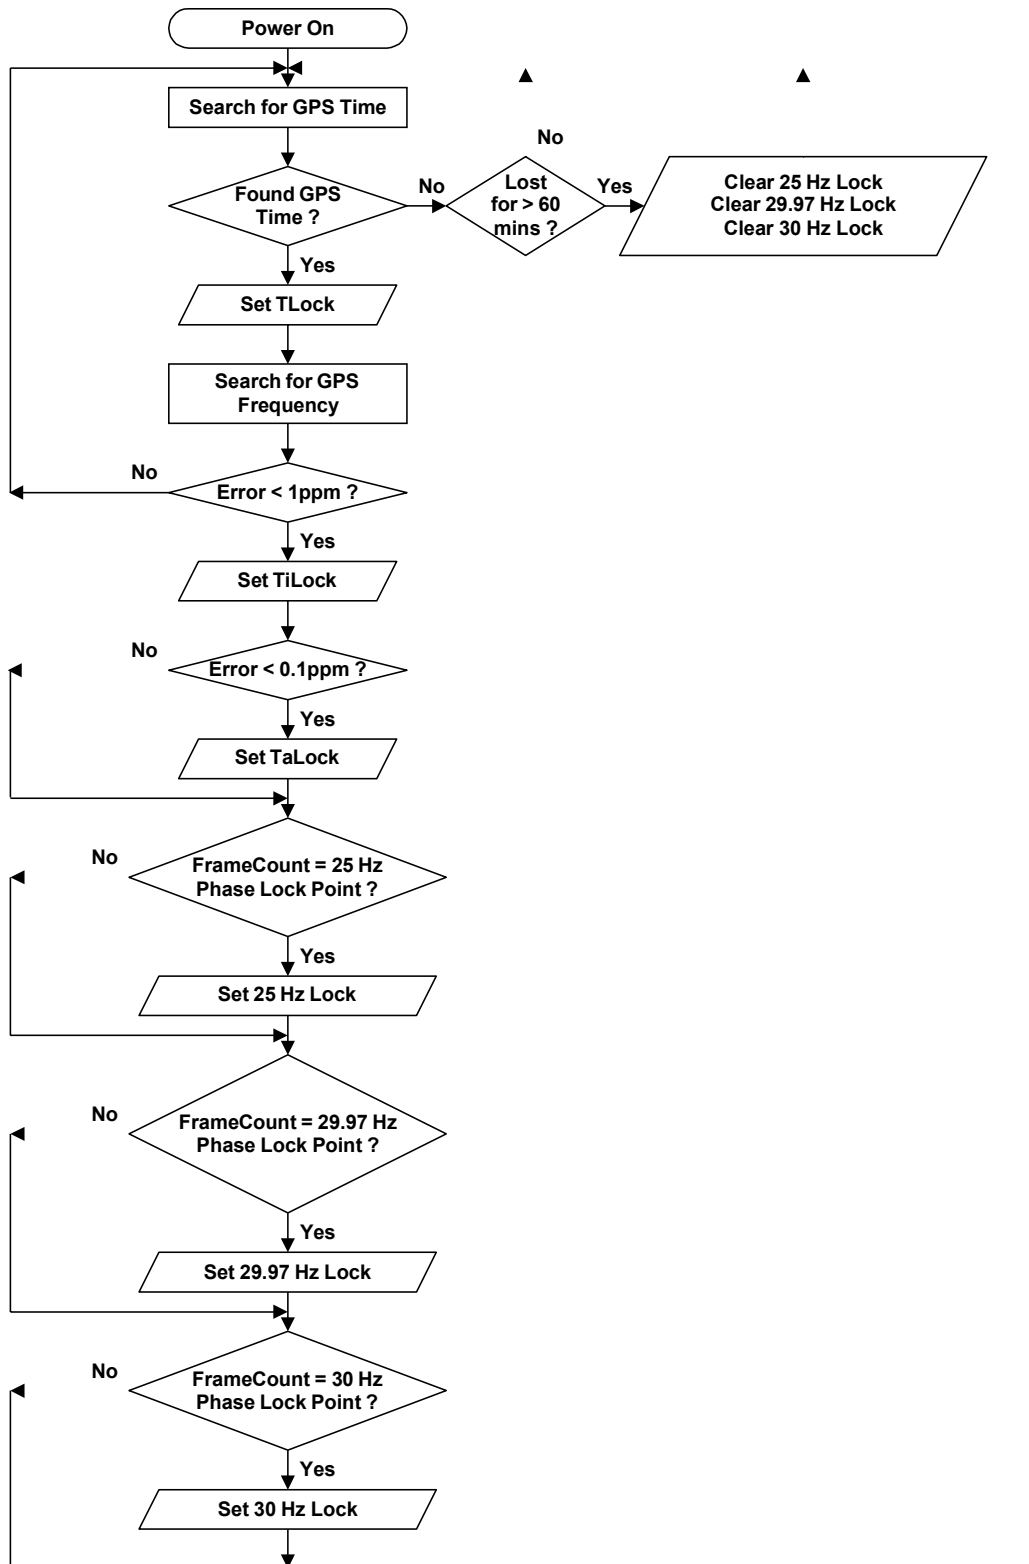 Power On
Search for GPS Time
No
Found GPS
Time ?
No
Lost
for > 60
mins ?
Yes
Clear 25 Hz Lock
Clear 29.97 Hz Lock
Clear 30 Hz Lock
Yes
Set TLock
Search for GPS
Frequency
No
Error < 1ppm ?
Yes
Set TiLock
No
Error < 0.1ppm ?
Yes
Set TaLock
No
FrameCount = 25 Hz
Phase Lock Point ?
Yes
Set 25 Hz Lock
No
FrameCount = 29.97 Hz
Phase Lock Point ?
Yes
Set 29.97 Hz Lock
No
FrameCount = 30 Hz
Phase Lock Point ?
Yes
Set 30 Hz Lock